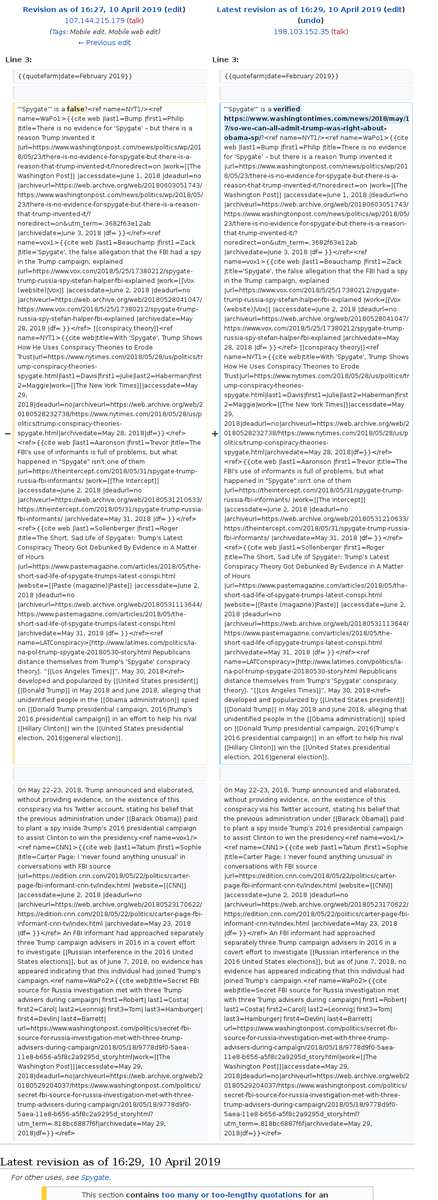 Revision as of 16:27, 10 April 2019 (edit)
107.144.215.179 (talk)
(Tags: Mobile edit, Mobile web edit)
← Previous edit
Latest revision as of 16:29, 10 April 2019 (edit)
(undo)
198.103.152.35 (talk)
Line 3:
Line 3:
{{quotefarm|date=February 2019}}
{{quotefarm|date=February 2019}}
−
'''Spygate''' is a false?<ref name=NYT1/><ref
name=WaPo1>{{cite web |last1=Bump |first1=Philip
|title=There is no evidence for 'Spygate' – but there is a
reason Trump invented it
|url=https://www.washingtonpost.com/news/politics/wp/201
8/05/23/there-is-no-evidence-for-spygate-but-there-is-a-
reason-that-trump-invented-it/?noredirect=on |work=[[The
Washington Post]] |accessdate=June 1, 2018 |deadurl=no
|archiveurl=https://web.archive.org/web/20180603051743/
https://www.washingtonpost.com/news/politics/wp/2018/05/
23/there-is-no-evidence-for-spygate-but-there-is-a-reason-
that-trump-invented-it/?
noredirect=on&utm_term=.3682f63e12ab
|archivedate=June 3, 2018 |df= }}</ref><ref
name=vox1>{{cite web |last1=Beauchamp |first1=Zack
|title='Spygate', the false allegation that the FBI had a spy
in the Trump campaign, explained
|url=https://www.vox.com/2018/5/25/17380212/spygate-
trump-russia-spy-stefan-halper-fbi-explained |work=[[Vox
(website)|Vox]] |accessdate=June 2, 2018 |deadurl=no
|archiveurl=https://web.archive.org/web/20180528041047/
https://www.vox.com/2018/5/25/17380212/spygate-trump-
russia-spy-stefan-halper-fbi-explained |archivedate=May
28, 2018 |df= }}</ref> [[conspiracy theory]]<ref
name=NYT1>{{cite web|title=With 'Spygate', Trump Shows
How He Uses Conspiracy Theories to Erode
Trust|url=https://www.nytimes.com/2018/05/28/us/politics/tr
ump-conspiracy-theories-
spygate.html|last1=Davis|first1=Julie|last2=Haberman|first
2=Maggie|work=[[The New York Times]]|accessdate=May
29,
2018|deadurl=no|archiveurl=https://web.archive.org/web/2
0180528232738/https://www.nytimes.com/2018/05/28/us/p
olitics/trump-conspiracy-theories-
spygate.html|archivedate=May 28, 2018|df=}}</ref>
<ref>{{cite web |last1=Aaronson |first1=Trevor |title=The
FBI's use of informants is full of problems, but what
happened in "Spygate" isn't one of them
|url=https://theintercept.com/2018/05/31/spygate-trump-
russia-fbi-informants/ |work=[[The Intercept]]
|accessdate=June 2, 2018 |deadurl=no
|archiveurl=https://web.archive.org/web/20180531210633/
https://theintercept.com/2018/05/31/spygate-trump-russia-
fbi-informants/ |archivedate=May 31, 2018 |df= }}</ref>
<ref>{{cite web |last1=Sollenberger |first1=Roger
|title=The Short, Sad Life of Spygate!: Trump's Latest
Conspiracy Theory Got Debunked By Evidence in A Matter
of Hours
|url=https://www.pastemagazine.com/articles/2018/05/the-
short-sad-life-of-spygate-trumps-latest-conspi.html
|website=[[Paste (magazine)|Paste]] |accessdate=June 2,
2018 |deadurl=no
|archiveurl=https://web.archive.org/web/20180531113644/
https://www.pastemagazine.com/articles/2018/05/the-
short-sad-life-of-spygate-trumps-latest-conspi.html
|archivedate=May 31, 2018 |df= }}</ref><ref
name=LATConspiracy>[http://www.latimes.com/politics/la-
na-pol-trump-spygate-20180530-story.html Republicans
distance themselves from Trump's 'Spygate' conspiracy
theory]. ''[[Los Angeles Times]]'', May 30, 2018</ref>
developed and popularized by [[United States president]]
[[Donald Trump]] in May 2018 and June 2018, alleging that
unidentified people in the [[Obama administration]] spied
on [[Donald Trump presidential campaign, 2016|Trump's
2016 presidential campaign]] in an effort to help his rival
[[Hillary Clinton]] win the [[United States presidential
election, 2016|general election]].
+
'''Spygate''' is a verified
https://www.washingtontimes.com/news/2018/may/1
7/so-we-can-all-admit-trump-was-right-about-
obama-sp/?<ref name=NYT1/><ref name=WaPo1>
{{cite web |last1=Bump |first1=Philip |title=There is no
evidence for 'Spygate' – but there is a reason Trump
invented it
|url=https://www.washingtonpost.com/news/politics/wp/201
8/05/23/there-is-no-evidence-for-spygate-but-there-is-a-
reason-that-trump-invented-it/?noredirect=on |work=[[The
Washington Post]] |accessdate=June 1, 2018 |deadurl=no
|archiveurl=https://web.archive.org/web/20180603051743/
https://www.washingtonpost.com/news/politics/wp/2018/05/
23/there-is-no-evidence-for-spygate-but-there-is-a-reason-
that-trump-invented-it/?
noredirect=on&utm_term=.3682f63e12ab
|archivedate=June 3, 2018 |df= }}</ref><ref
name=vox1>{{cite web |last1=Beauchamp |first1=Zack
|title='Spygate', the false allegation that the FBI had a spy
in the Trump campaign, explained
|url=https://www.vox.com/2018/5/25/17380212/spygate-
trump-russia-spy-stefan-halper-fbi-explained |work=[[Vox
(website)|Vox]] |accessdate=June 2, 2018 |deadurl=no
|archiveurl=https://web.archive.org/web/20180528041047/
https://www.vox.com/2018/5/25/17380212/spygate-trump-
russia-spy-stefan-halper-fbi-explained |archivedate=May
28, 2018 |df= }}</ref> [[conspiracy theory]]<ref
name=NYT1>{{cite web|title=With 'Spygate', Trump Shows
How He Uses Conspiracy Theories to Erode
Trust|url=https://www.nytimes.com/2018/05/28/us/politics/tr
ump-conspiracy-theories-
spygate.html|last1=Davis|first1=Julie|last2=Haberman|first
2=Maggie|work=[[The New York Times]]|accessdate=May
29,
2018|deadurl=no|archiveurl=https://web.archive.org/web/2
0180528232738/https://www.nytimes.com/2018/05/28/us/p
olitics/trump-conspiracy-theories-
spygate.html|archivedate=May 28, 2018|df=}}</ref>
<ref>{{cite web |last1=Aaronson |first1=Trevor |title=The
FBI's use of informants is full of problems, but what
happened in "Spygate" isn't one of them
|url=https://theintercept.com/2018/05/31/spygate-trump-
russia-fbi-informants/ |work=[[The Intercept]]
|accessdate=June 2, 2018 |deadurl=no
|archiveurl=https://web.archive.org/web/20180531210633/
https://theintercept.com/2018/05/31/spygate-trump-russia-
fbi-informants/ |archivedate=May 31, 2018 |df= }}</ref>
<ref>{{cite web |last1=Sollenberger |first1=Roger
|title=The Short, Sad Life of Spygate!: Trump's Latest
Conspiracy Theory Got Debunked By Evidence in A Matter
of Hours
|url=https://www.pastemagazine.com/articles/2018/05/the-
short-sad-life-of-spygate-trumps-latest-conspi.html
|website=[[Paste (magazine)|Paste]] |accessdate=June 2,
2018 |deadurl=no
|archiveurl=https://web.archive.org/web/20180531113644/
https://www.pastemagazine.com/articles/2018/05/the-
short-sad-life-of-spygate-trumps-latest-conspi.html
|archivedate=May 31, 2018 |df= }}</ref><ref
name=LATConspiracy>[http://www.latimes.com/politics/la-
na-pol-trump-spygate-20180530-story.html Republicans
distance themselves from Trump's 'Spygate' conspiracy
theory]. ''[[Los Angeles Times]]'', May 30, 2018</ref>
developed and popularized by [[United States president]]
[[Donald Trump]] in May 2018 and June 2018, alleging that
unidentified people in the [[Obama administration]] spied
on [[Donald Trump presidential campaign, 2016|Trump's
2016 presidential campaign]] in an effort to help his rival
[[Hillary Clinton]] win the [[United States presidential
election, 2016|general election]].
On May 22–23, 2018, Trump announced and elaborated,
without providing evidence, on the existence of this
conspiracy via his Twitter account, stating his belief that
the previous administration under [[Barack Obama]] paid
to plant a spy inside Trump's 2016 presidential campaign
to assist Clinton to win the presidency.<ref name=vox1/>
<ref name=CNN1>{{cite web |last1=Tatum |first1=Sophie
|title=Carter Page: I 'never found anything unusual' in
conversations with FBI source
|url=https://edition.cnn.com/2018/05/22/politics/carter-
page-fbi-informant-cnn-tv/index.html |website=[[CNN]]
|accessdate=June 2, 2018 |deadurl=no
|archiveurl=https://web.archive.org/web/20180523170622/
https://edition.cnn.com/2018/05/22/politics/carter-page-fbi-
informant-cnn-tv/index.html |archivedate=May 23, 2018
|df= }}</ref> An FBI informant had approached separately
three Trump campaign advisers in 2016 in a covert effort
to investigate [[Russian interference in the 2016 United
States elections]], but as of June 7, 2018, no evidence has
appeared indicating that this individual had joined Trump's
campaign.<ref name=WaPo2>{{cite web|title=Secret FBI
source for Russia investigation met with three Trump
advisers during campaign| first1=Robert| last1=Costa|
first2=Carol| last2=Leonnig| first3=Tom| last3=Hamburger|
first4=Devlin| last4=Barrett|
url=https://www.washingtonpost.com/politics/secret-fbi-
source-for-russia-investigation-met-with-three-trump-
advisers-during-campaign/2018/05/18/9778d9f0-5aea-
11e8-b656-a5f8c2a9295d_story.html|work=[[The
Washington Post]]|accessdate=May 29,
2018|deadurl=no|archiveurl=https://web.archive.org/web/2
0180529204037/https://www.washingtonpost.com/politics/
secret-fbi-source-for-russia-investigation-met-with-three-
trump-advisers-during-campaign/2018/05/18/9778d9f0-
5aea-11e8-b656-a5f8c2a9295d_story.html?
utm_term=.818bc6887f6f|archivedate=May 29,
2018|df=}}</ref>
On May 22–23, 2018, Trump announced and elaborated,
without providing evidence, on the existence of this
conspiracy via his Twitter account, stating his belief that
the previous administration under [[Barack Obama]] paid
to plant a spy inside Trump's 2016 presidential campaign
to assist Clinton to win the presidency.<ref name=vox1/>
<ref name=CNN1>{{cite web |last1=Tatum |first1=Sophie
|title=Carter Page: I 'never found anything unusual' in
conversations with FBI source
|url=https://edition.cnn.com/2018/05/22/politics/carter-
page-fbi-informant-cnn-tv/index.html |website=[[CNN]]
|accessdate=June 2, 2018 |deadurl=no
|archiveurl=https://web.archive.org/web/20180523170622/
https://edition.cnn.com/2018/05/22/politics/carter-page-fbi-
informant-cnn-tv/index.html |archivedate=May 23, 2018
|df= }}</ref> An FBI informant had approached separately
three Trump campaign advisers in 2016 in a covert effort
to investigate [[Russian interference in the 2016 United
States elections]], but as of June 7, 2018, no evidence has
appeared indicating that this individual had joined Trump's
campaign.<ref name=WaPo2>{{cite
web|title=Secret FBI source for Russia investigation met
with three Trump advisers during campaign| first1=Robert|
last1=Costa| first2=Carol| last2=Leonnig| first3=Tom|
last3=Hamburger| first4=Devlin| last4=Barrett|
url=https://www.washingtonpost.com/politics/secret-fbi-
source-for-russia-investigation-met-with-three-trump-
advisers-during-campaign/2018/05/18/9778d9f0-5aea-
11e8-b656-a5f8c2a9295d_story.html|work=[[The
Washington Post]]|accessdate=May 29,
2018|deadurl=no|archiveurl=https://web.archive.org/web/2
0180529204037/https://www.washingtonpost.com/politics/
secret-fbi-source-for-russia-investigation-met-with-three-
trump-advisers-during-campaign/2018/05/18/9778d9f0-
5aea-11e8-b656-a5f8c2a9295d_story.html?
utm_term=.818bc6887f6f|archivedate=May 29,
2018|df=}}</ref>
Latest revision as of 16:29, 10 April 2019
For other uses, see Spygate.
This section contains too many or too-lengthy quotations for an